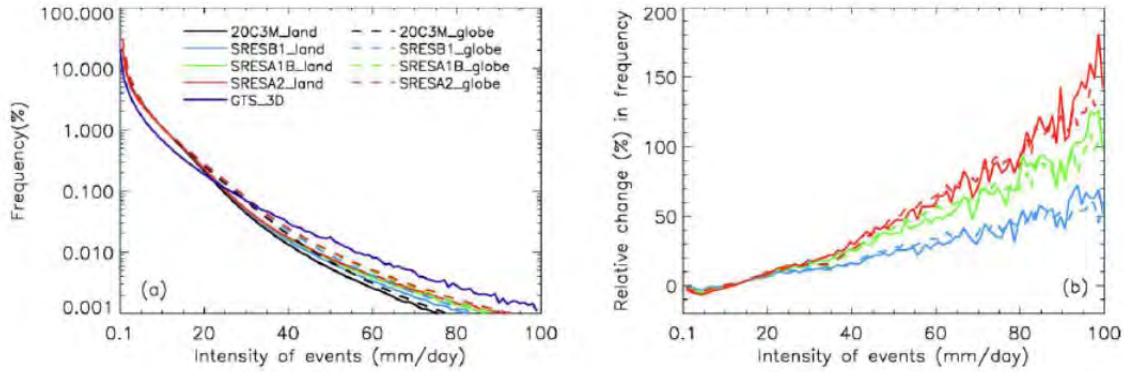 100.000
10.000
1.000
0.100
0.010
0.001
Frequency(%)
20C3M_land
20C3M_globe
SRESB1_land
SRESB1_globe
SRESA1B_land
SRESA1B_globe
SRESA2_land
SRESA2_globe
GTS_3D
(a)
0.1 20 40 60 80 100
Intensity of events (mm/day)
200
150
100
50
0
Relative change (%) in frequency
(b)
0.1 20 40 60 80 100
Intensity of events (mm/day)